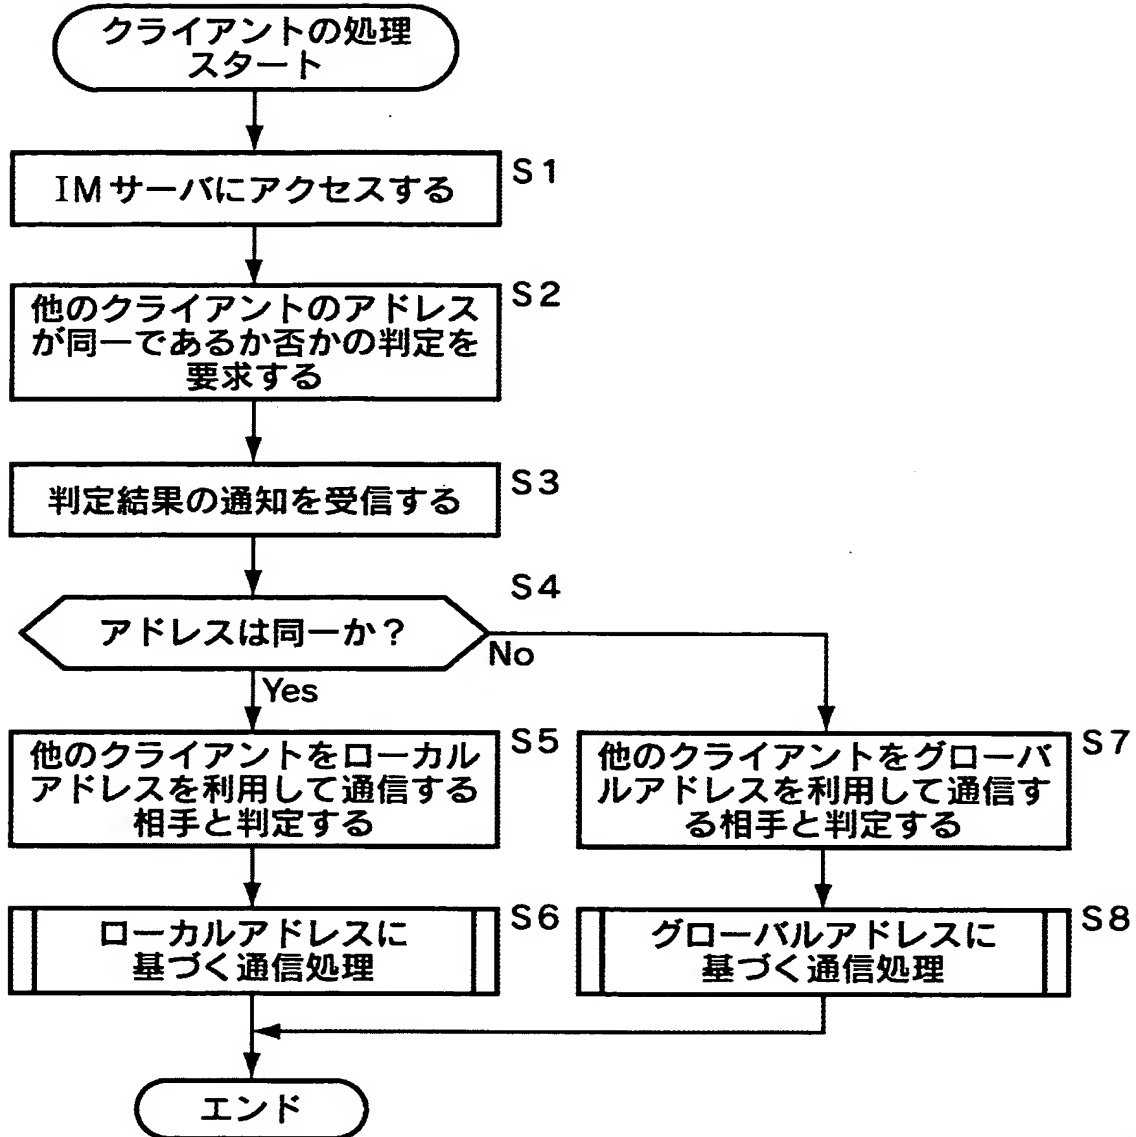 クライアントの処理
スタート
S1
IMサーバにアクセスする
S2
他のクライアントのアドレス
が同一であるか否かの判定を
要求する
S3
判定結果の通知を受信する
S4
アドレスは同一か？
No
Yes
S5
他のクライアントをローカル
アドレスを利用して通信する
相手と判定する
S7
他のクライアントをグローバ
ルアドレスを利用して通信す
る相手と判定する
S6
ローカルアドレスに
基づく通信処理
S8
グローバルアドレスに
基づく通信処理
エンド